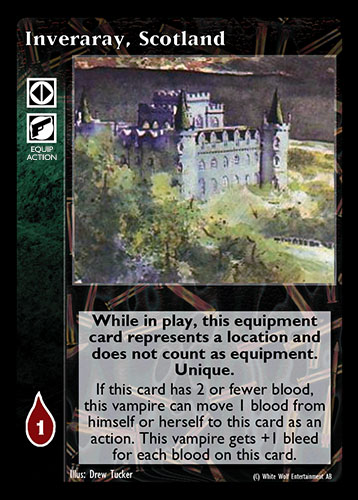 Inveraray, Scotland
EQUIP
ACTION
While in play, this equipment
card represents a location and
does not count as equipment.
Unique.
If this card has 2 or fewer blood,
this vampire can move 1 blood from
himself or herself to this card as an
action. This vampire gets +1 bleed
for each blood on this card.
1
Illus: Drew Tucker
(C) White Wolf Entertainment AB